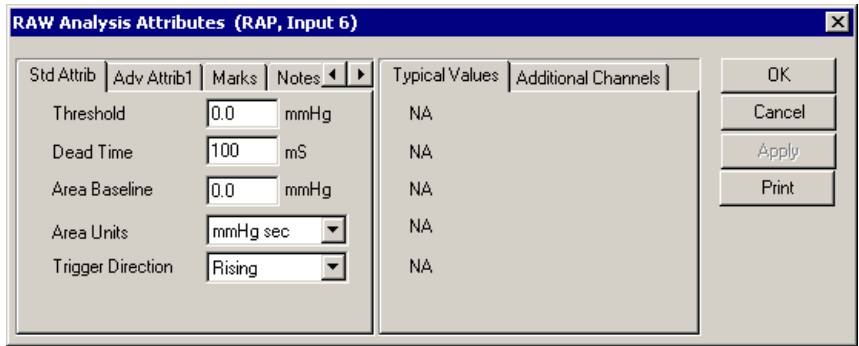 RAW Analysis Attributes (RAP, Input 6)
Std Attrib Adv Attrib1 Marks Notes Typical Values Additional Channels OK
Threshold 0.0 mmHg NA Cancel
Dead Time 100 mS NA Apply
Area Baseline 0.0 mmHg NA Print
Area Units mmHg sec NA
Trigger Direction Rising NA